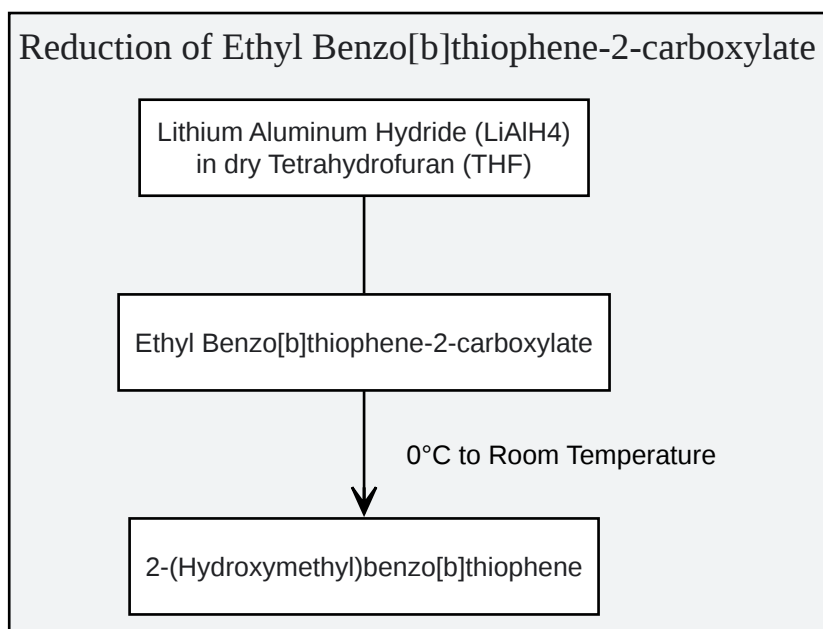 Reduction of Ethyl Benzo[b]thiophene-2-carboxylate
Lithium Aluminum Hydride (LiAlH4)
in dry Tetrahydrofuran (THF)
Ethyl Benzo[b]thiophene-2-carboxylate
0°C to Room Temperature
2-(Hydroxymethyl)benzo[b]thiophene